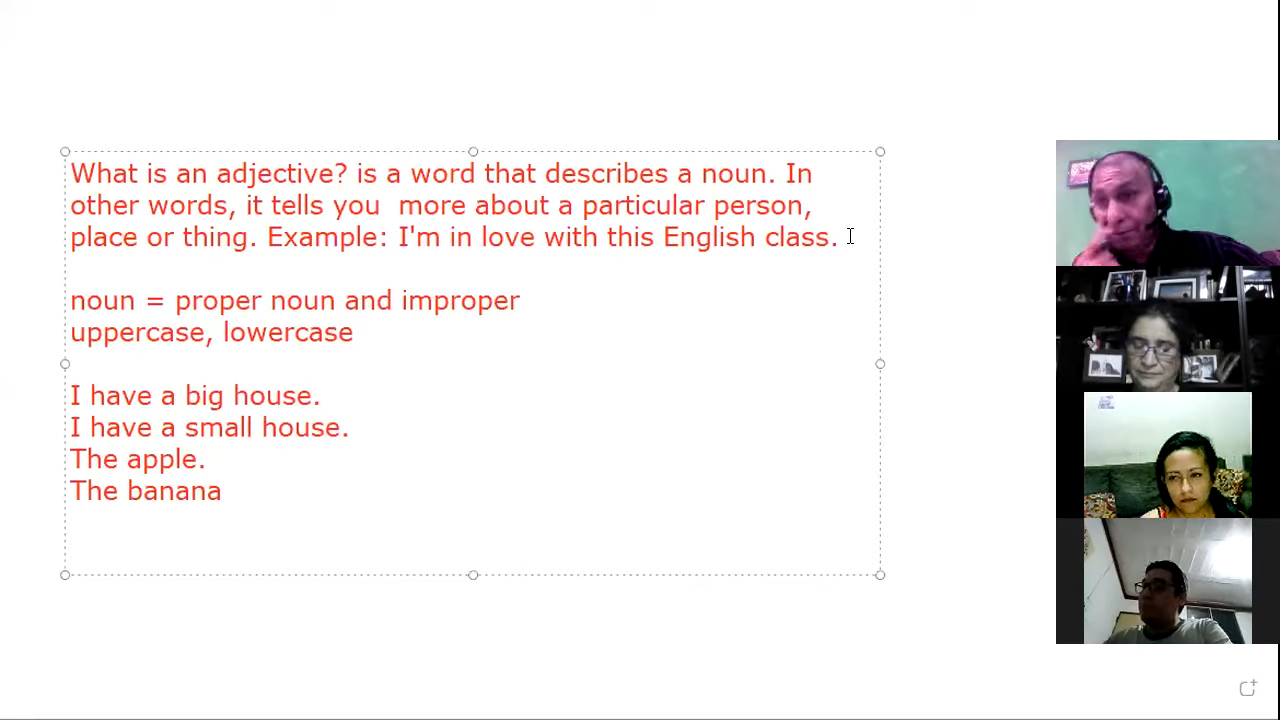 What is an adjective? is a word that describes a noun. In
other words, it tells you  more about a particular person,
place or thing. Example: I'm in love with this English class.
noun = proper noun and improper
uppercase, lowercase
I have a big house.
I have a small house.
The apple.
The banana